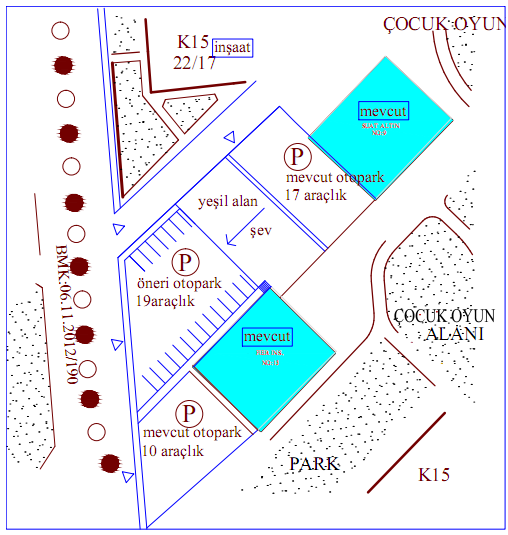 ÇOCUK OYUN
K15
inşaat
22/17
mevcut
P
mevcut otopark
17 araçlık
yeşil alan
şev
P
öneri otopark
19araçlık
BMK:06.11.2012/190
mevcut
ÇOCUK OYUN
ALANI
P
mevcut otopark
10 araçlık
PARK
K15